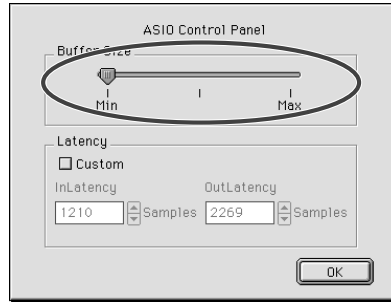 ASIO Control Panel
Buffer Size
Min Max
Latency
Custom
InLatency OutLatency
1210 Samples 2269 Samples
OK